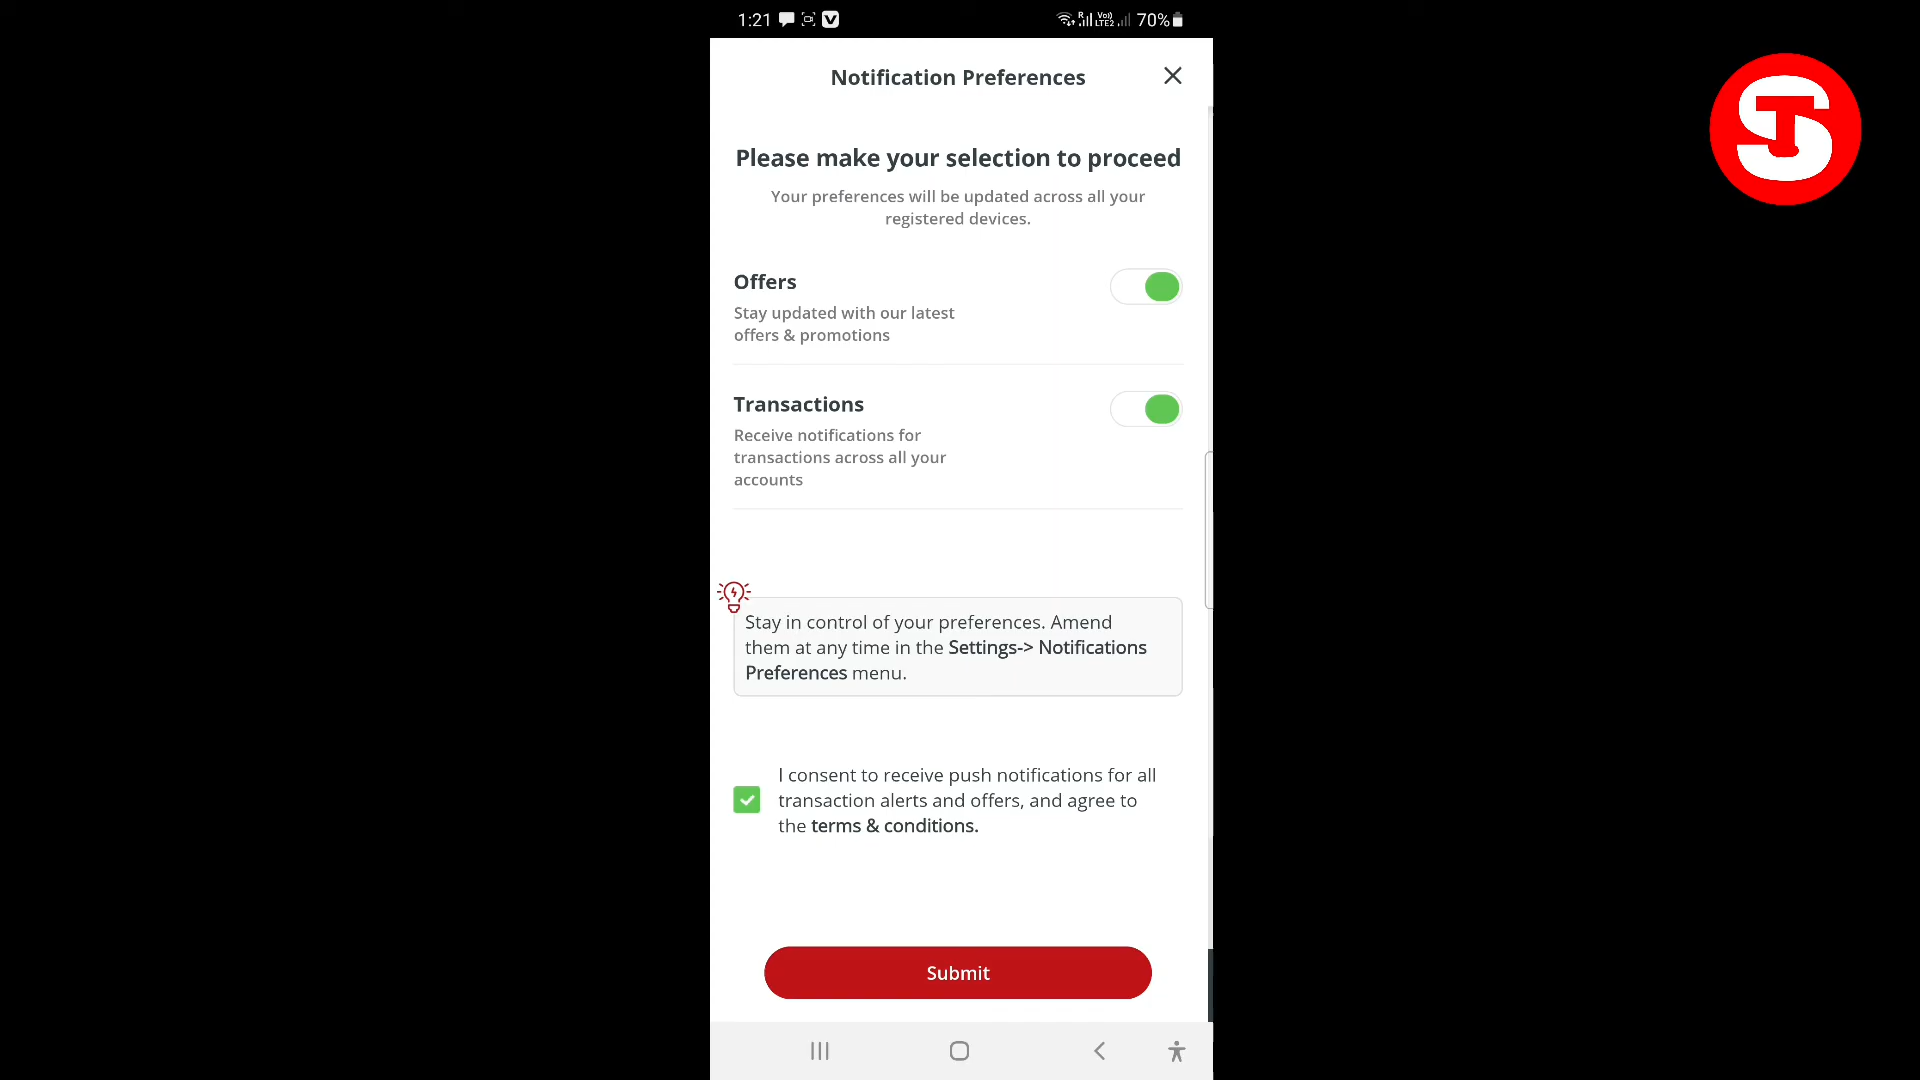 1:21
70%
Notification Preferences
Please make your selection to proceed
Your preferences will be updated across all your
registered devices.
Offers
Stay updated with our latest
offers & promotions
Transactions
Receive notifications for
transactions across all your
accounts
Stay in control of your preferences. Amend
them at any time in the Settings-> Notifications
Preferences menu.
I consent to receive push notifications for all
transaction alerts and offers, and agree to
the terms & conditions.
Submit